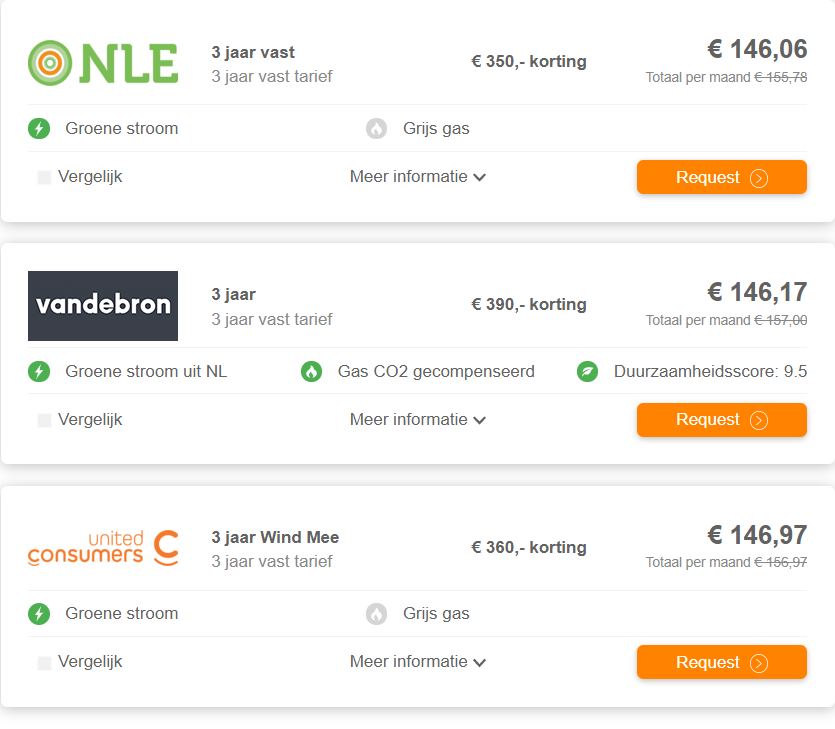 NLE
3 jaar vast
3 jaar vast tarief
€ 350,- korting
€ 146,06
Totaal per maand € 155,78
Groene stroom
Grijs gas
Vergelijk
Meer informatie
Request
vandebron
3 jaar
3 jaar vast tarief
€ 390,- korting
€ 146,17
Totaal per maand € 157,00
Groene stroom uit NL
Gas CO2 gecompenseerd
Duurzaamheidsscore: 9.5
Vergelijk
Meer informatie
Request
united
consumers
3 jaar Wind Mee
3 jaar vast tarief
€ 360,- korting
€ 146,97
Totaal per maand € 156,97
Groene stroom
Grijs gas
Vergelijk
Meer informatie
Request